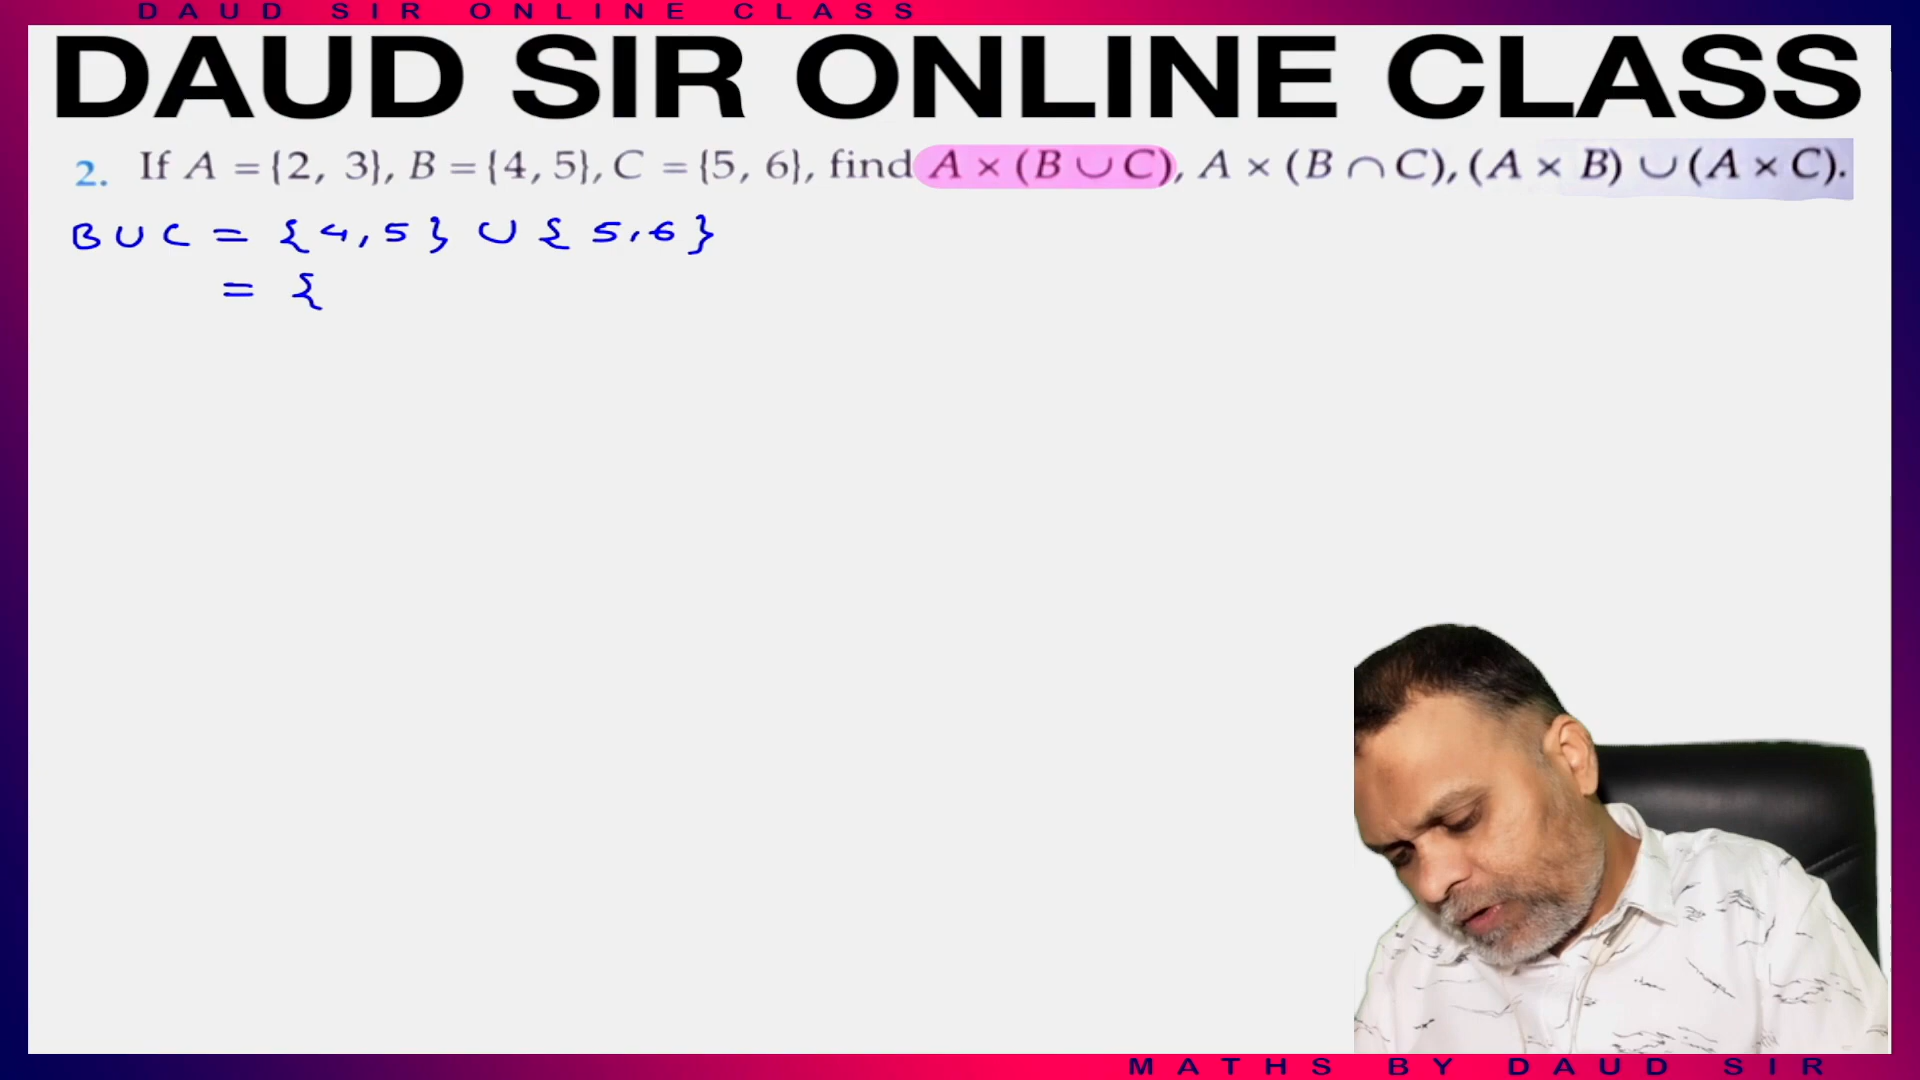 DAUD SIR ONLINE CLASS
DAUD SIR ONLINE CLASS
2. If A = {2, 3}, B = {4, 5}, C = {5, 6}, find A × (B ∪ C), A × (B ∩ C), (A × B) ∪ (A × C).
B ∪ C = {4,5} ∪ {5,6}
= {
MATHS BY DAUD SIR